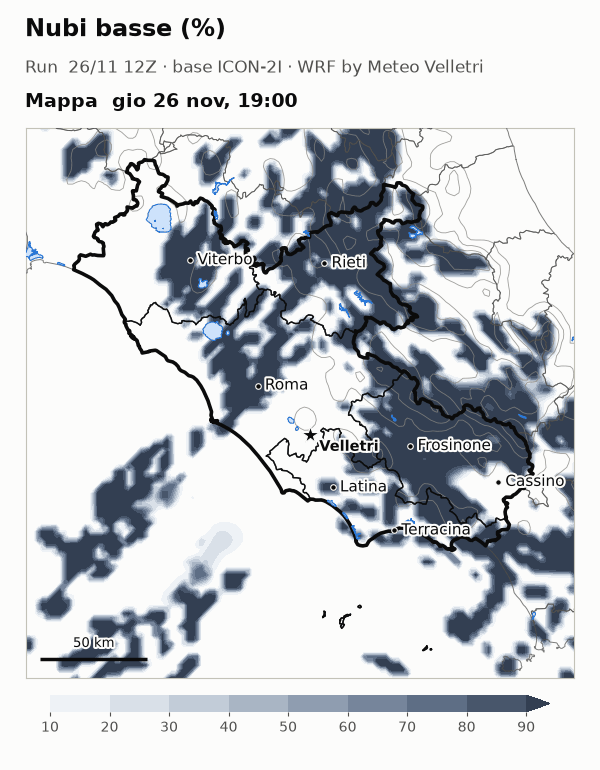 Nubi basse (%)
Run 26/11 12Z · base ICON-2I · WRF by Meteo Velletri
Mappa gio 26 nov, 19:00
Viterbo
Rieti
Roma
Velletri
Frosinone
Latina
Cassino
Terracina
50 km
10 20 30 40 50 60 70 80 90